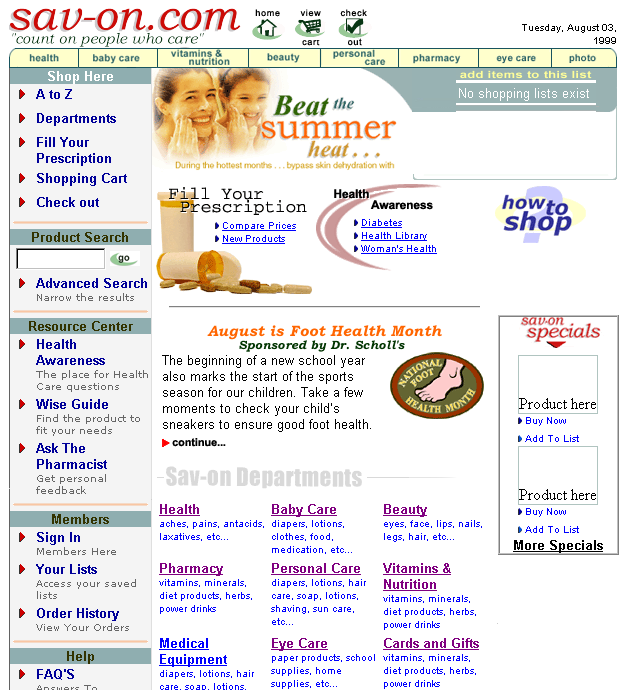 sav-on.com
"count on people who care"
home
view
cart
check
out
Tuesday, August 03,
1999
health
baby care
vitamins &
nutrition
beauty
personal
care
pharmacy
eye care
photo
Shop Here
A to Z
Departments
Fill Your
Prescription
Shopping Cart
Check out
Product Search
go
Advanced Search
Narrow the results
Resource Center
Health
Awareness
The place for Health
Care questions
Wise Guide
Find the product to
fit your needs
Ask The
Pharmacist
Get personal
feedback
Members
Sign In
Members Here
Your Lists
Access your saved
lists
Order History
View Your Orders
Help
FAQ'S
Answers To
Beat the
summer
heat...
During the hottest months . . . bypass skin dehydration with
add items to this list
No shopping lists exist
Fill Your
Prescription
Compare Prices
New Products
Health
Awareness
Diabetes
Health Library
Woman's Health
?
how to
shop
August is Foot Health Month
Sponsored by Dr. Scholl's
The beginning of a new school year
also marks the start of the sports
season for our children. Take a few
moments to check your child's
sneakers to ensure good foot health.
continue...
NATIONAL
FOOT
HEALTH MONTH
sav-on
specials
Product here
Buy Now
Add To List
Product here
Buy Now
Add To List
More Specials
Sav-on Departments
Health
aches, pains, antacids,
laxatives, etc...
Baby Care
diapers, lotions,
clothes, food,
medication, etc...
Beauty
eyes, face, lips, nails,
legs, hair, etc...
Pharmacy
vitamins, minerals,
diet products, herbs,
power drinks
Personal Care
diapers, lotions, hair
care, soap, lotions,
shaving, sun care,
etc...
Vitamins &
Nutrition
vitamins, minerals,
diet products, herbs,
power drinks
Medical
Equipment
diapers, lotions, hair
care, soap, lotions,
Eye Care
paper products, school
supplies, home
supplies, etc...
Cards and Gifts
vitamins, minerals,
diet products, herbs,
power drinks